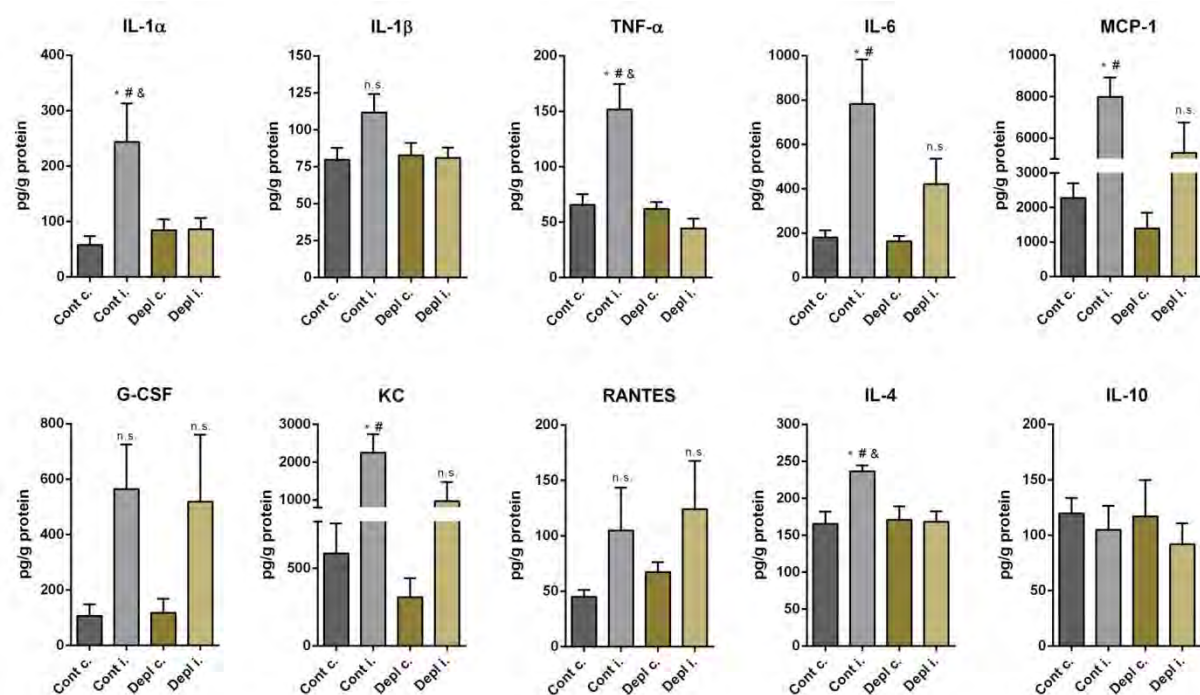 IL-1α
pg/g protein
400
300
200
100
0
* # &
Cont c.
Cont i.
Depl c.
Depl i.
IL-1β
pg/g protein
150
125
100
75
50
25
0
n.s.
Cont c.
Cont i.
Depl c.
Depl i.
TNF-α
pg/g protein
200
150
100
50
0
* # &
Cont c.
Cont i.
Depl c.
Depl i.
IL-6
pg/g protein
1000
800
600
400
200
0
* #
n.s.
Cont c.
Cont i.
Depl c.
Depl i.
MCP-1
pg/g protein
10000
8000
6000
3000
2000
1000
0
* #
n.s.
Cont c.
Cont i.
Depl c.
Depl i.
G-CSF
pg/g protein
800
600
400
200
0
n.s.
n.s.
Cont c.
Cont i.
Depl c.
Depl i.
KC
pg/g protein
3000
2000
1000
500
0
* #
n.s.
Cont c.
Cont i.
Depl c.
Depl i.
RANTES
pg/g protein
200
150
100
50
0
n.s.
n.s.
Cont c.
Cont i.
Depl c.
Depl i.
IL-4
pg/g protein
300
250
200
150
100
50
0
* # &
Cont c.
Cont i.
Depl c.
Depl i.
IL-10
pg/g protein
200
150
100
50
0
Cont c.
Cont i.
Depl c.
Depl i.